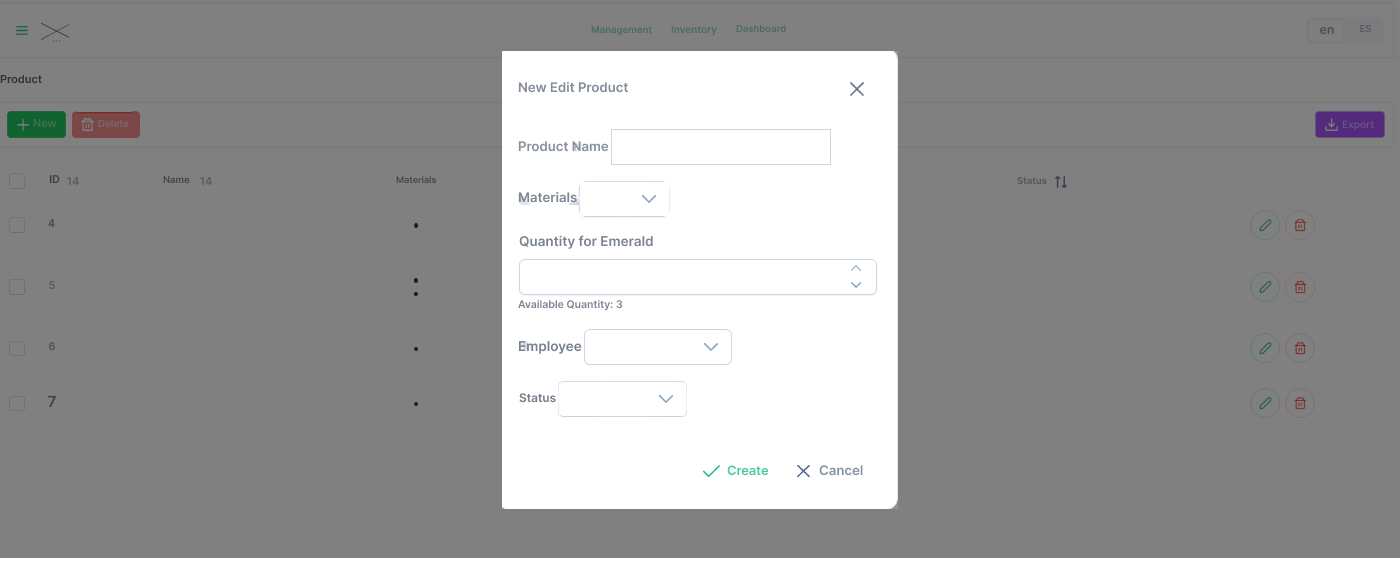 Management Inventory Dashboard
en ES
Product
New Delete Export
ID 14 Name 14 Materials Status
4
5
6
7
New Edit Product
Product Name
Materials
Quantity for Emerald
Available Quantity: 3
Employee
Status
Create Cancel